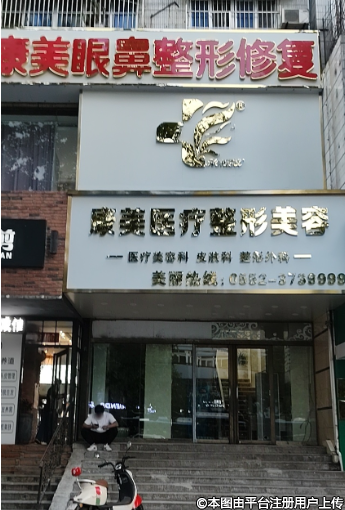 康美眼鼻整形修复
康美医疗整形美容
医疗美容科 皮肤科 整形外科
美丽热线:0552-3739999
剪
©本图由平台注册用户上传